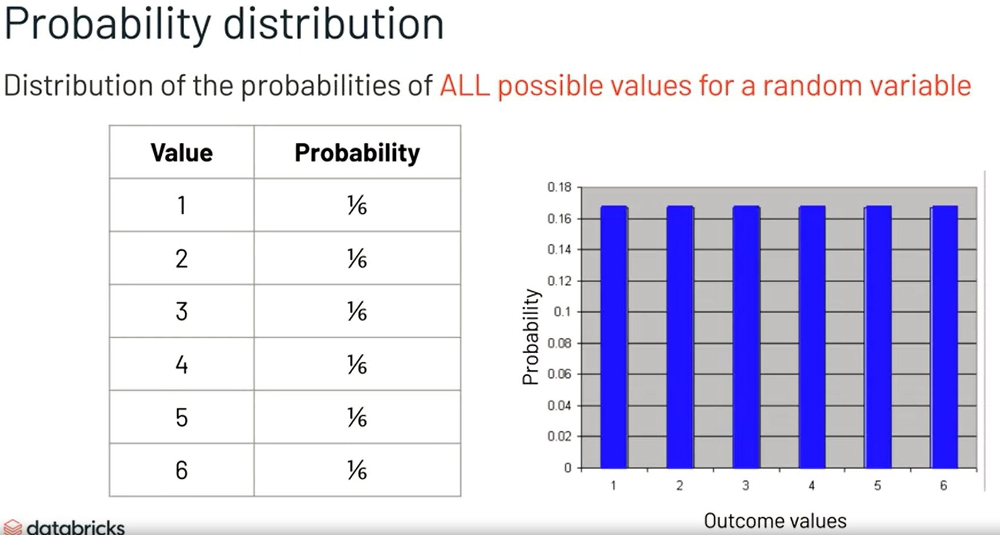 Probability distribution
Distribution of the probabilities of ALL possible values for a random variable
Value Probability
1 ⅙
2 ⅙
3 ⅙
4 ⅙
5 ⅙
6 ⅙
Probability
0.18
0.16
0.14
0.12
0.1
0.08
0.06
0.04
0.02
0
1 2 3 4 5 6
Outcome values
databricks